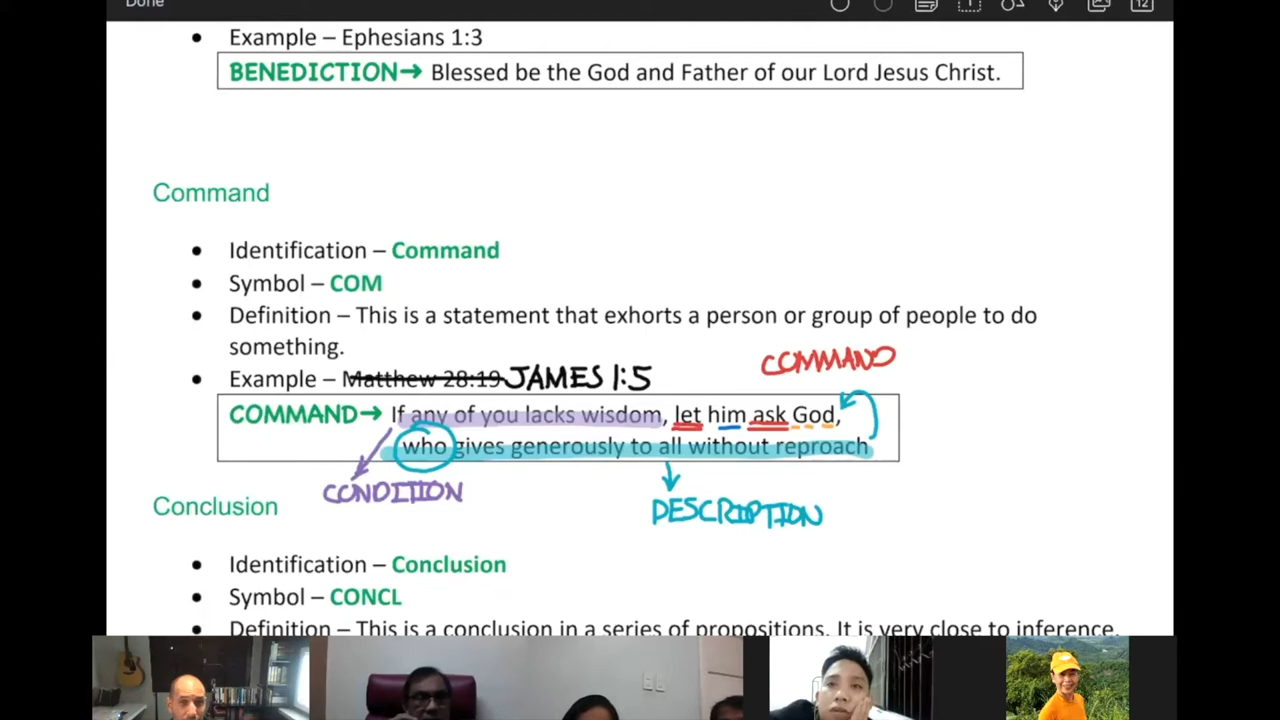 Done
12
• Example – Ephesians 1:3
BENEDICTION➔ Blessed be the God and Father of our Lord Jesus Christ.
Command
• Identification – Command
• Symbol – COM
• Definition – This is a statement that exhorts a person or group of people to do
something.
COMMAND
• Example – Matthew 28:19 JAMES 1:5
COMMAND➔ If any of you lacks wisdom, let him ask God,
who gives generously to all without reproach
CONDITION
DESCRIPTION
Conclusion
• Identification – Conclusion
• Symbol – CONCL
• Definition – This is a conclusion in a series of propositions. It is very close to inference.